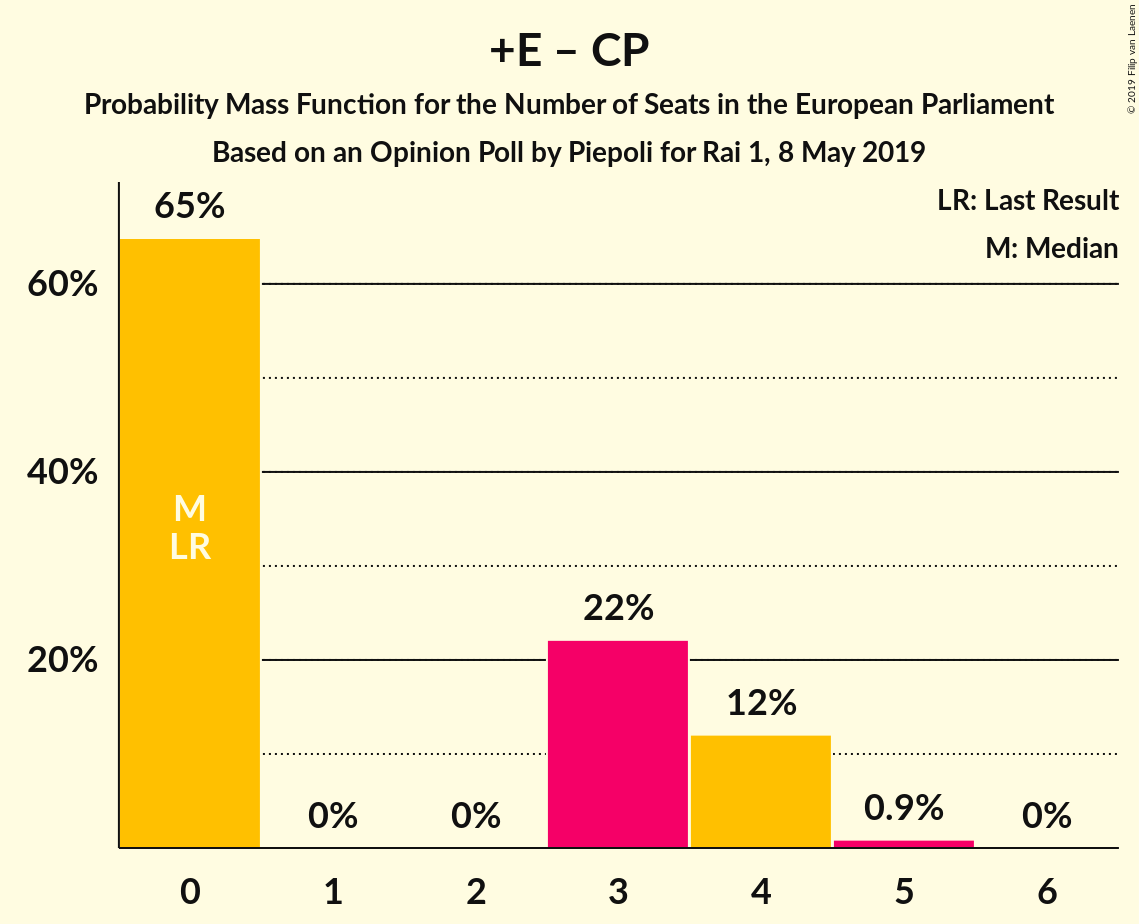 +E – CP
Probability Mass Function for the Number of Seats in the European Parliament
Based on an Opinion Poll by Piepoli for Rai 1, 8 May 2019
© 2019 Filip van Laenen
LR: Last Result
M: Median
65%
60%
40%
M
LR
22%
20%
12%
0%
0%
0.9%
0%
0
1
2
3
4
5
6